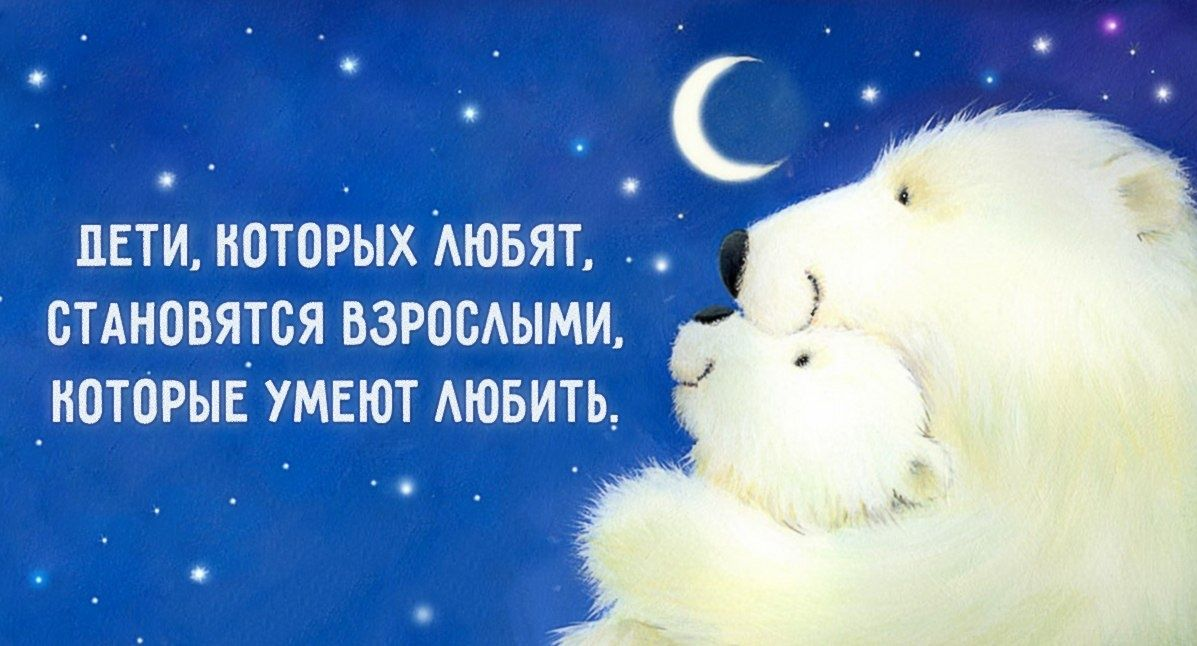 ДЕТИ, КОТОРЫХ ЛЮБЯТ,
СТАНОВЯТСЯ ВЗРОСЛЫМИ,
КОТОРЫЕ УМЕЮТ ЛЮБИТЬ.